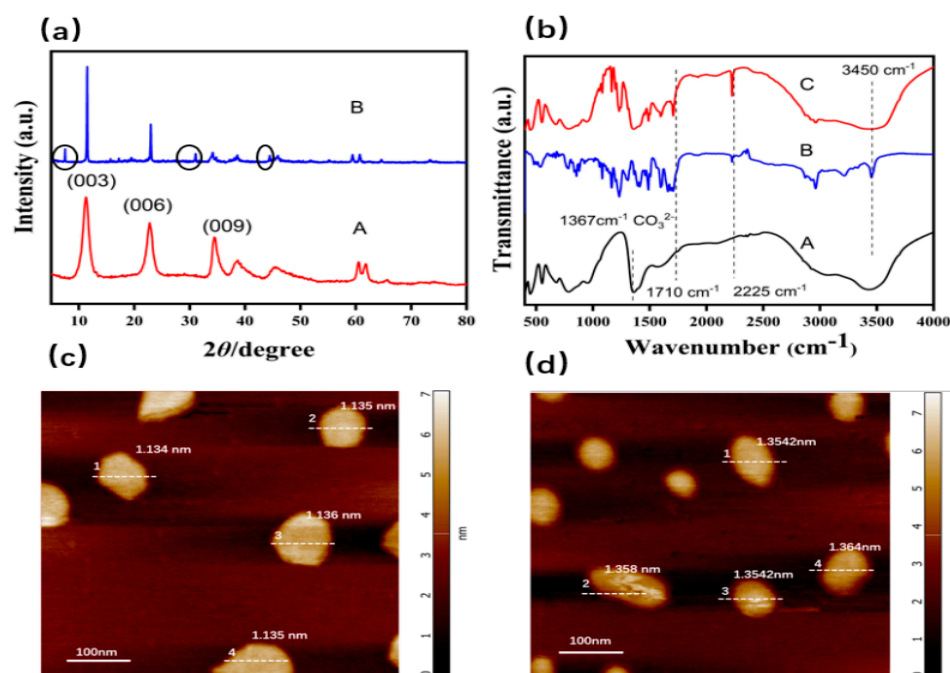 (a)
Intensity (a.u.)
B
(003)
(006)
(009)
A
10 20 30 40 50 60 70 80
2θ/degree
(b)
Transmittance (a.u.)
3450 cm⁻¹
C
B
1367cm⁻¹ CO₃²⁻
A
1710 cm⁻¹
2225 cm⁻¹
500 1000 1500 2000 2500 3000 3500 4000
Wavenumber (cm⁻¹)
(c)
2
1.135 nm
1.134 nm
1
1.136 nm
3
1.135 nm
4
100nm
7
6
5
4
3
2
1
0
nm
(d)
1.3542nm
1
1.364nm
4
1.358 nm
1.3542nm
2
3
100nm
7
6
5
4
3
2
1
0